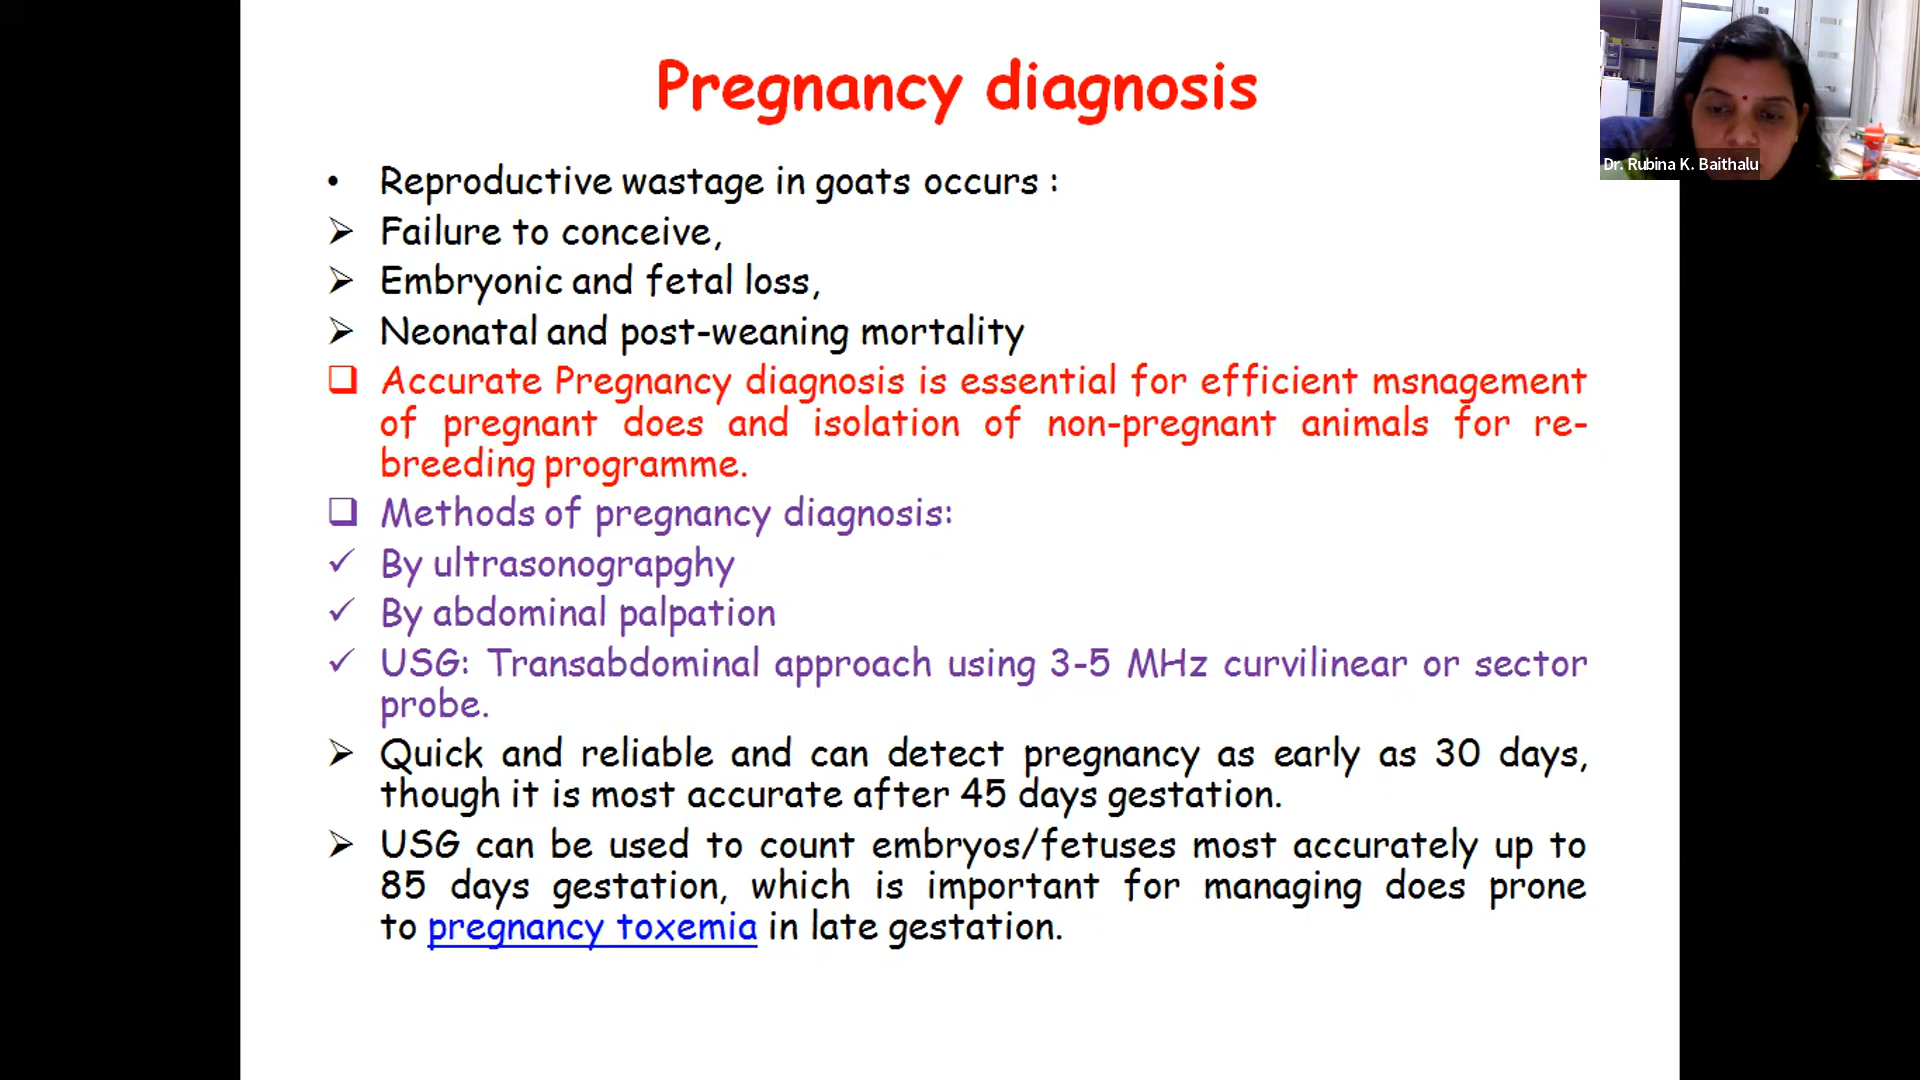 Pregnancy diagnosis
Dr. Rubina K. Baithalu
• Reproductive wastage in goats occurs :
➢ Failure to conceive,
➢ Embryonic and fetal loss,
➢ Neonatal and post-weaning mortality
❑ Accurate Pregnancy diagnosis is essential for efficient msnagement
of pregnant does and isolation of non-pregnant animals for re-
breeding programme.
❑ Methods of pregnancy diagnosis:
✓ By ultrasonograpghy
✓ By abdominal palpation
✓ USG: Transabdominal approach using 3-5 MHz curvilinear or sector
probe.
➢ Quick and reliable and can detect pregnancy as early as 30 days,
though it is most accurate after 45 days gestation.
➢ USG can be used to count embryos/fetuses most accurately up to
85 days gestation, which is important for managing does prone
to pregnancy toxemia in late gestation.